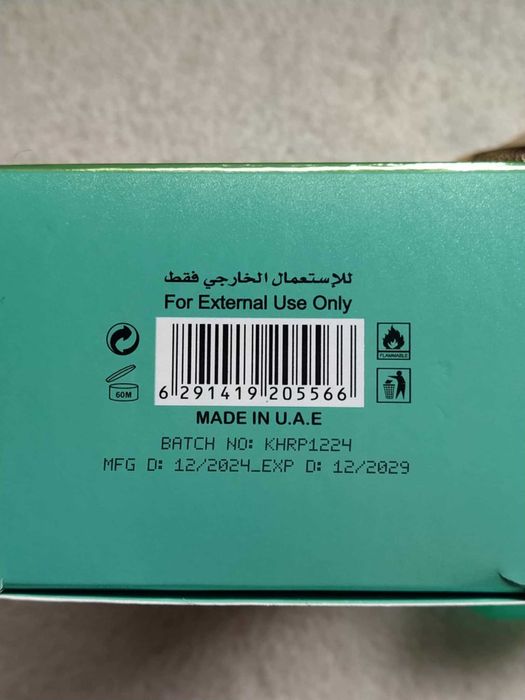 للإستعمال الخارجي فقط
For External Use Only
6 291419 205566
FLAMMABLE
60M
MADE IN U.A.E
BATCH NO: KHRP1224
MFG D: 12/2024_EXP D: 12/2029